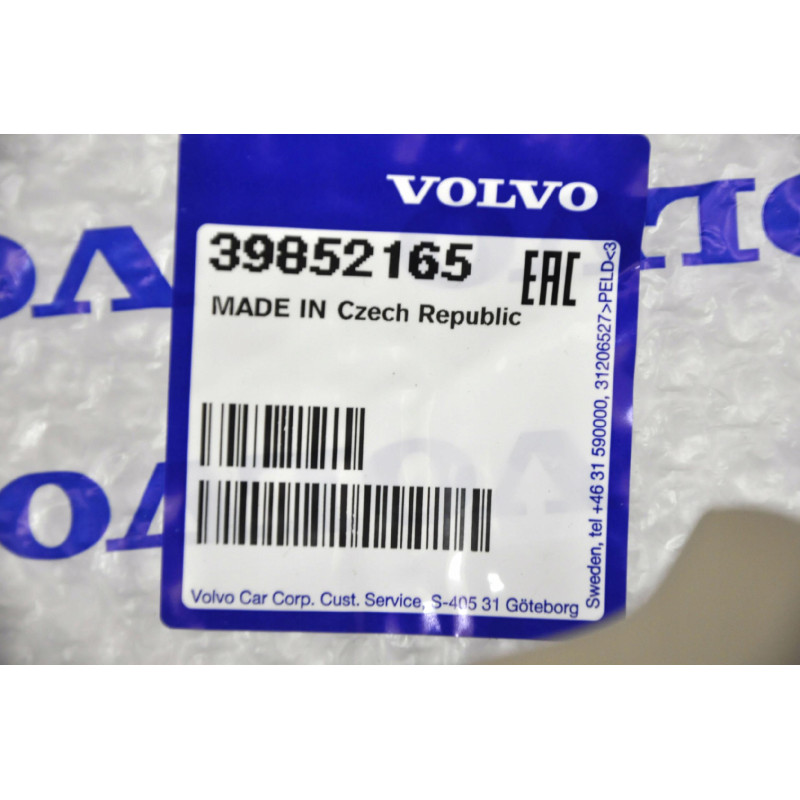 VOLVO
39852165
EAC
MADE IN Czech Republic
Volvo Car Corp. Cust. Service, S-405 31 Göteborg
Sweden, tel +46 31 590000, 31206527>PELD<3